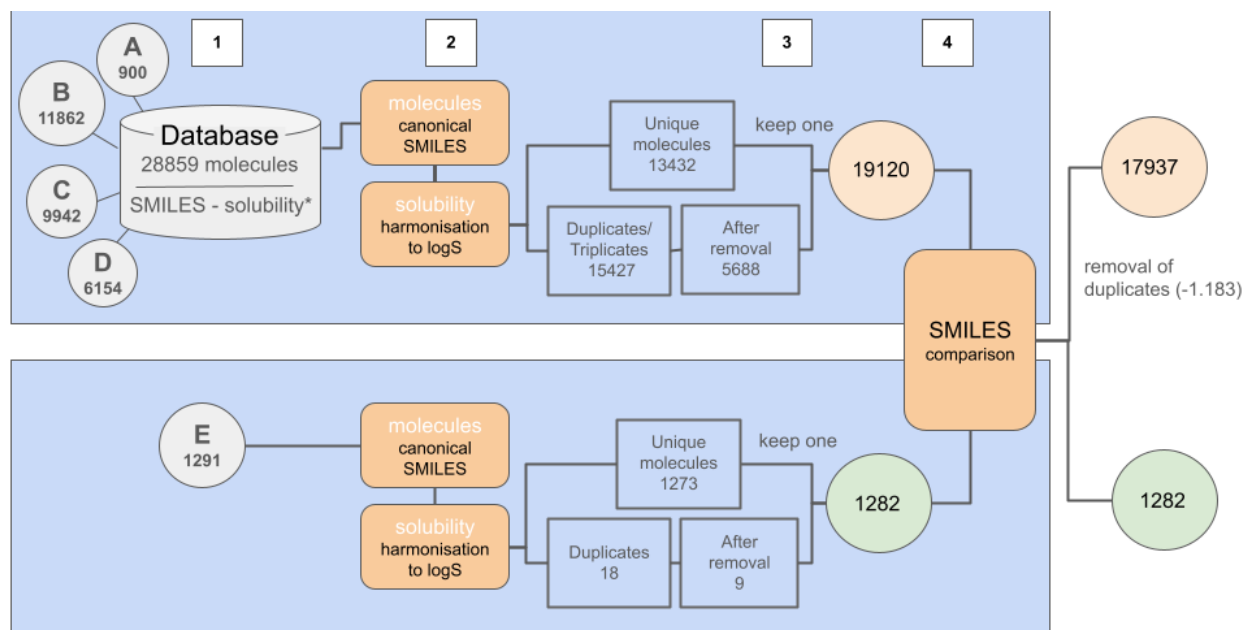 1
2
3
4
A
900
B
11862
C
9942
D
6154
Database
28859 molecules
SMILES - solubility*
molecules
canonical
SMILES
solubility
harmonisation
to logS
Unique
molecules
13432
keep one
Duplicates/
Triplicates
15427
After
removal
5688
19120
SMILES
comparison
17937
removal of
duplicates (-1.183)
1282
E
1291
molecules
canonical
SMILES
solubility
harmonisation
to logS
Unique
molecules
1273
keep one
Duplicates
18
After
removal
9
1282